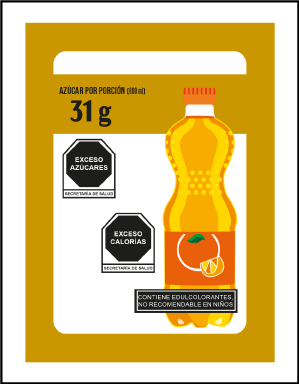 AZÚCAR POR PORCIÓN (600 ml)
31 g
EXCESO
AZÚCARES
SECRETARÍA DE SALUD
EXCESO
CALORÍAS
SECRETARÍA DE SALUD
CONTIENE EDULCORANTES,
NO RECOMENDABLE EN NIÑOS